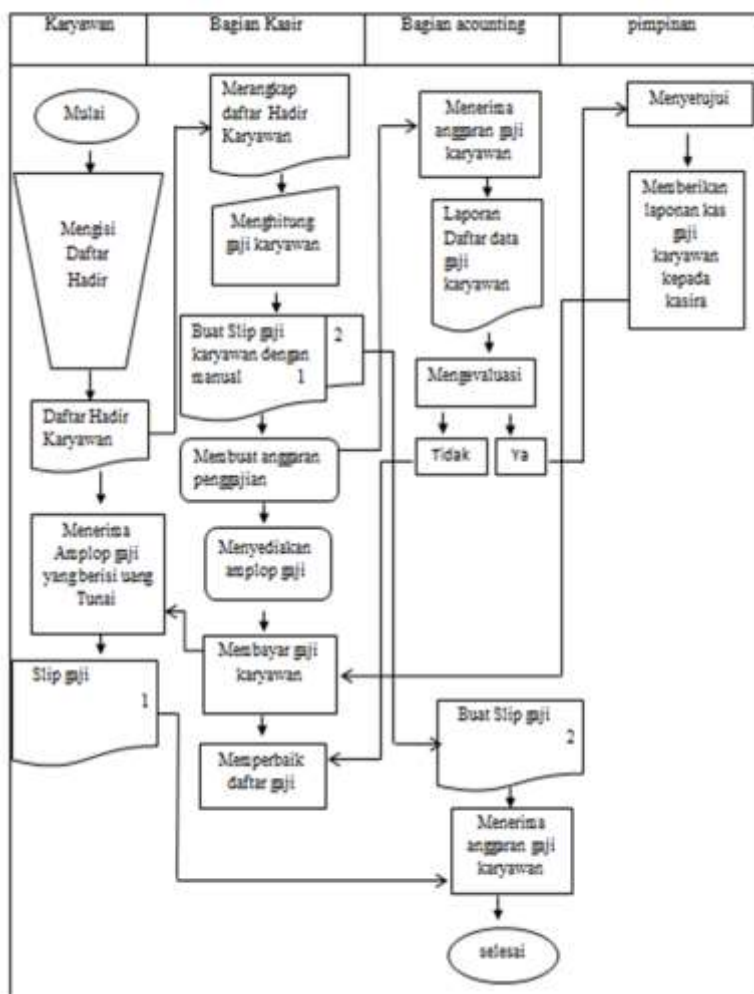 Karyawan
Bagian Kasir
Bagian acounting
pimpinan
Mulai
Mengisi
Daftar
Hadir
Daftar Hadir
Karyawan
Menerima
Amplop gaji
yang berisi uang
Tunai
Slip gaji
1
Merangkap
daftar Hadir
Karyawan
Menghitung
gaji karyawan
Buat Slip gaji
karyawan dengan
manual 1
2
Membuat anggaran
penggajian
Menyediakan
amplop gaji
Membayar gaji
karyawan
Memperbaik
daftar gaji
Menerima
anggaran gaji
karyawan
Laporan
Daftar data
gaji
karyawan
Mengevaluasi
Tidak
Ya
Buat Slip gaji
2
Menerima
anggaran gaji
karyawan
selesai
Menyetujui
Memberikan
laponan kas
gaji
karyawan
kepada
kasira